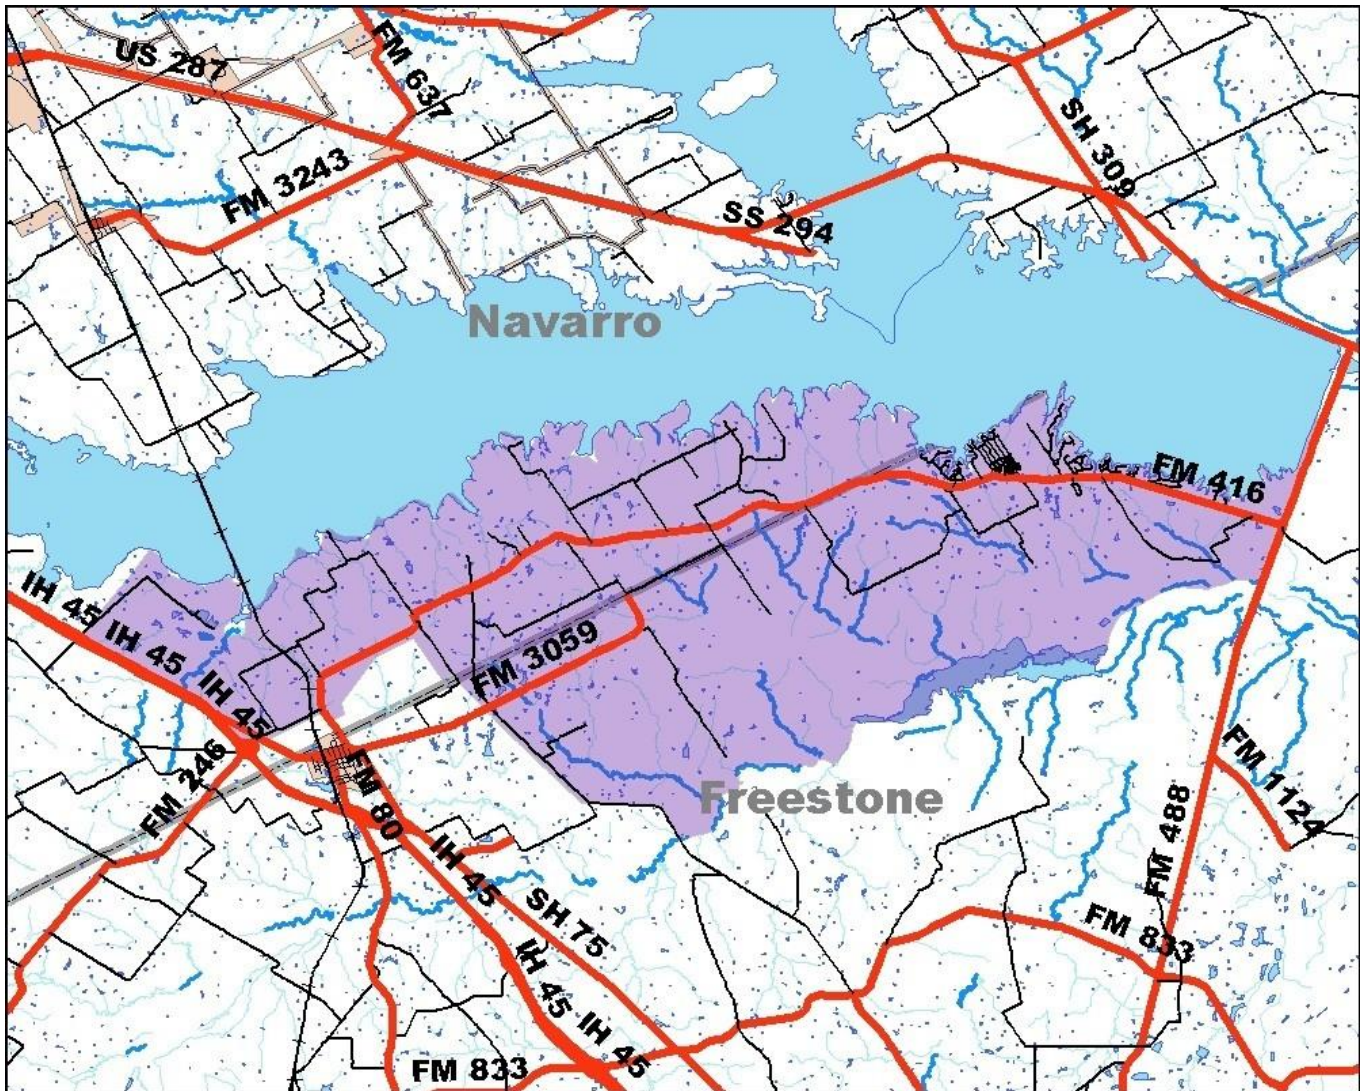 US 287
FM 637
FM 3243
SH 309
SS 294
Navarro
FM 416
IH 45
IH 45
IH 45
FM 3059
FM 246
FM 80
Freestone
FM 1124
FM 488
IH 45
SH 75
FM 833
IH 45
IH 45
FM 833